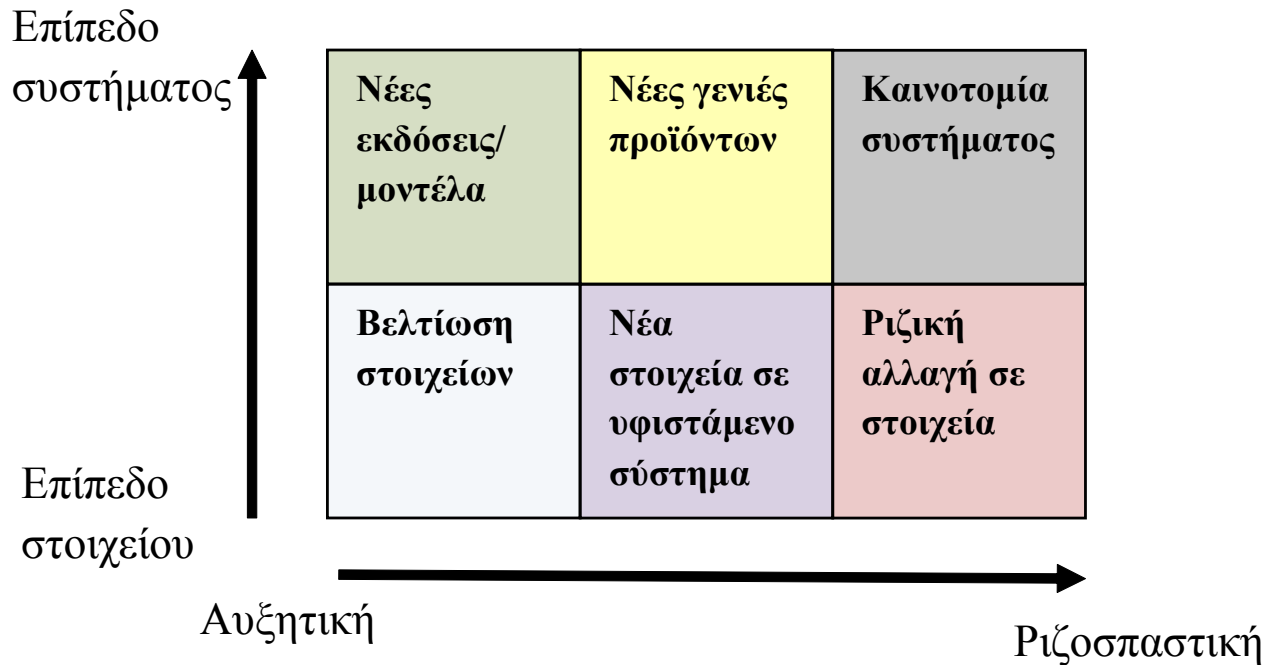 Επίπεδο
συστήματος
Νέες
εκδόσεις/
μοντέλα
Νέες γενιές
προϊόντων
Καινοτομία
συστήματος
Βελτίωση
στοιχείων
Νέα
στοιχεία σε
υφιστάμενο
σύστημα
Ριζική
αλλαγή σε
στοιχεία
Επίπεδο
στοιχείου
Αυξητική
Ριζοσπαστική